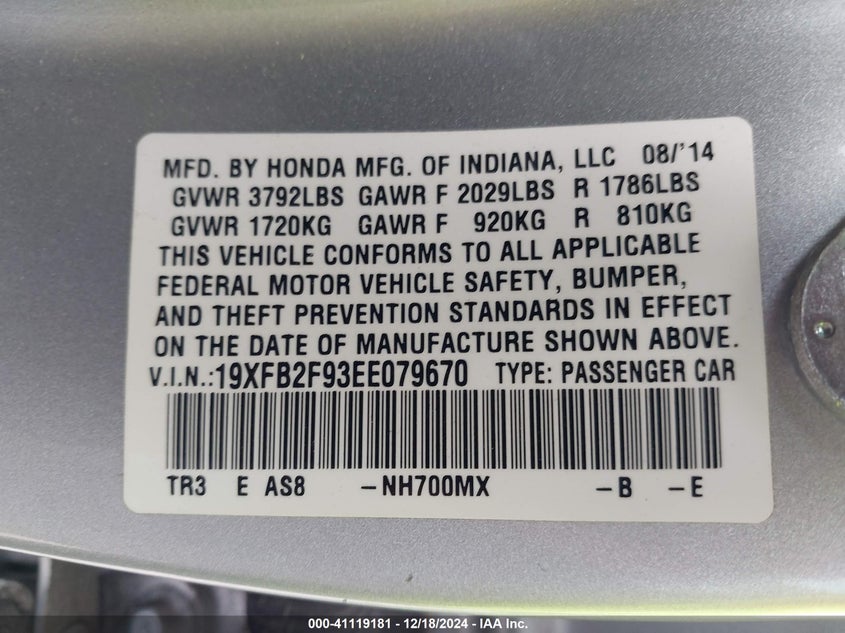 MFD. BY HONDA MFG. OF INDIANA, LLC 08/'14
GVWR 3792LBS GAWR F 2029LBS R 1786LBS
GVWR 1720KG GAWR F 920KG R 810KG
THIS VEHICLE CONFORMS TO ALL APPLICABLE
FEDERAL MOTOR VEHICLE SAFETY, BUMPER,
AND THEFT PREVENTION STANDARDS IN EFFECT
ON THE DATE OF MANUFACTURE SHOWN ABOVE.
V.I.N.:19XFB2F93EE079670 TYPE: PASSENGER CAR
TR3 E AS8 -NH700MX -B -E
000-41119181 - 12/18/2024 - IAA Inc.